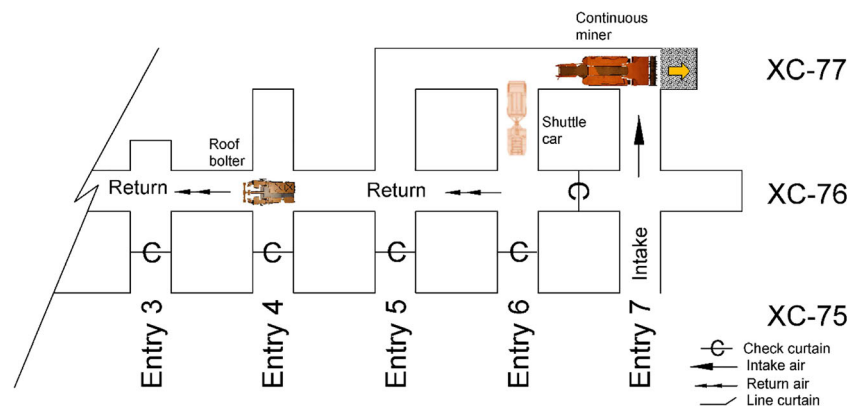 Continuous
miner
XC-77
Shuttle
car
Roof
bolter
Return
Return
C
XC-76
C
C
C
C
Intake
Entry 3
Entry 4
Entry 5
Entry 6
Entry 7
XC-75
C Check curtain
Intake air
Return air
Line curtain